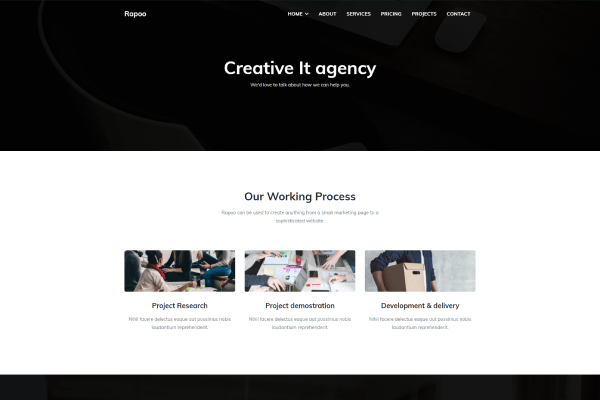 Rapoo
HOME ABOUT SERVICES PRICING PROJECTS CONTACT
Creative It agency
We'd love to talk about how we can help you.
Our Working Process
Rapoo can be used to create anything from a small marketing page to a
sophisticated website.
Project Research
Project demostration
Development & delivery
Nihil facere delectus eaque aut possimus nobis
laudantium reprehenderit.
Nihil facere delectus eaque aut possimus nobis
laudantium reprehenderit.
Nihil facere delectus eaque aut possimus nobis
laudantium reprehenderit.